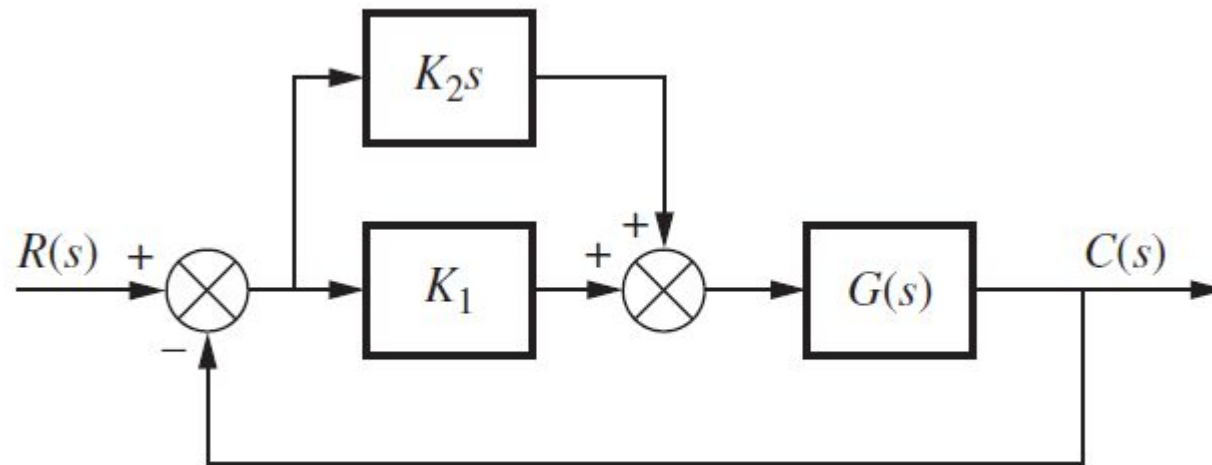 K₂s
R(s) + + + C(s)
K₁ G(s)
−